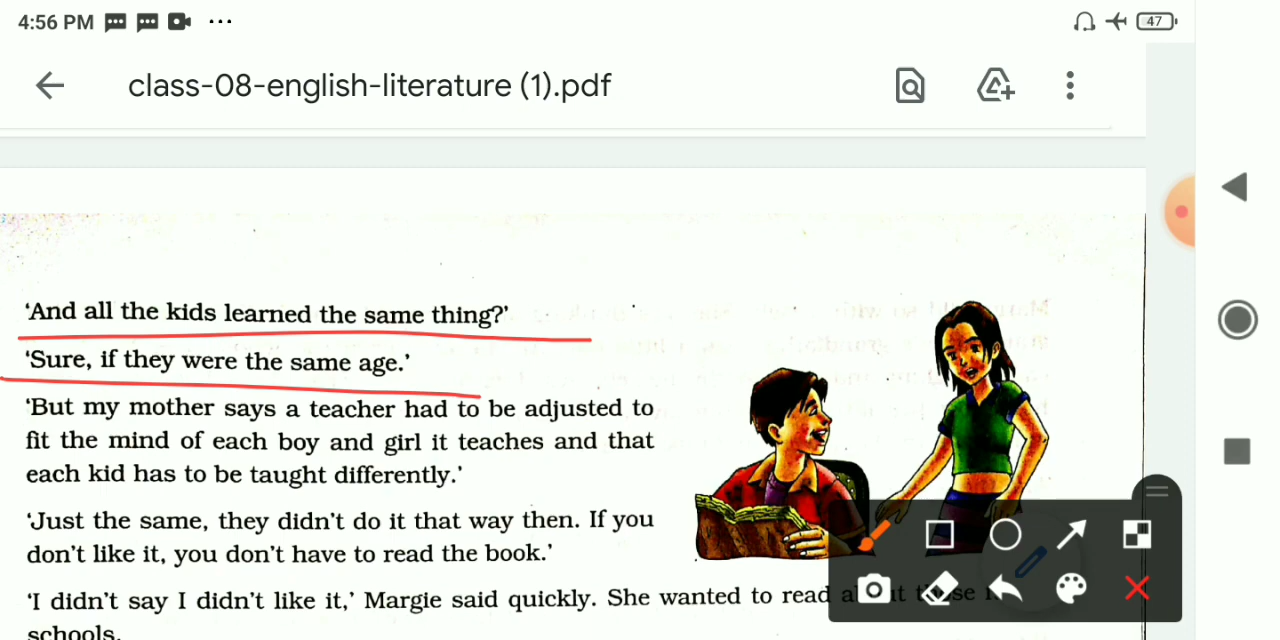 4:56 PM
47
class-08-english-literature (1).pdf
‘And all the kids learned the same thing?’
‘Sure, if they were the same age.’
‘But my mother says a teacher had to be adjusted to
fit the mind of each boy and girl it teaches and that
each kid has to be taught differently.’
‘Just the same, they didn’t do it that way then. If you
don’t like it, you don’t have to read the book.’
‘I didn’t say I didn’t like it,’ Margie said quickly. She wanted to read
schools.